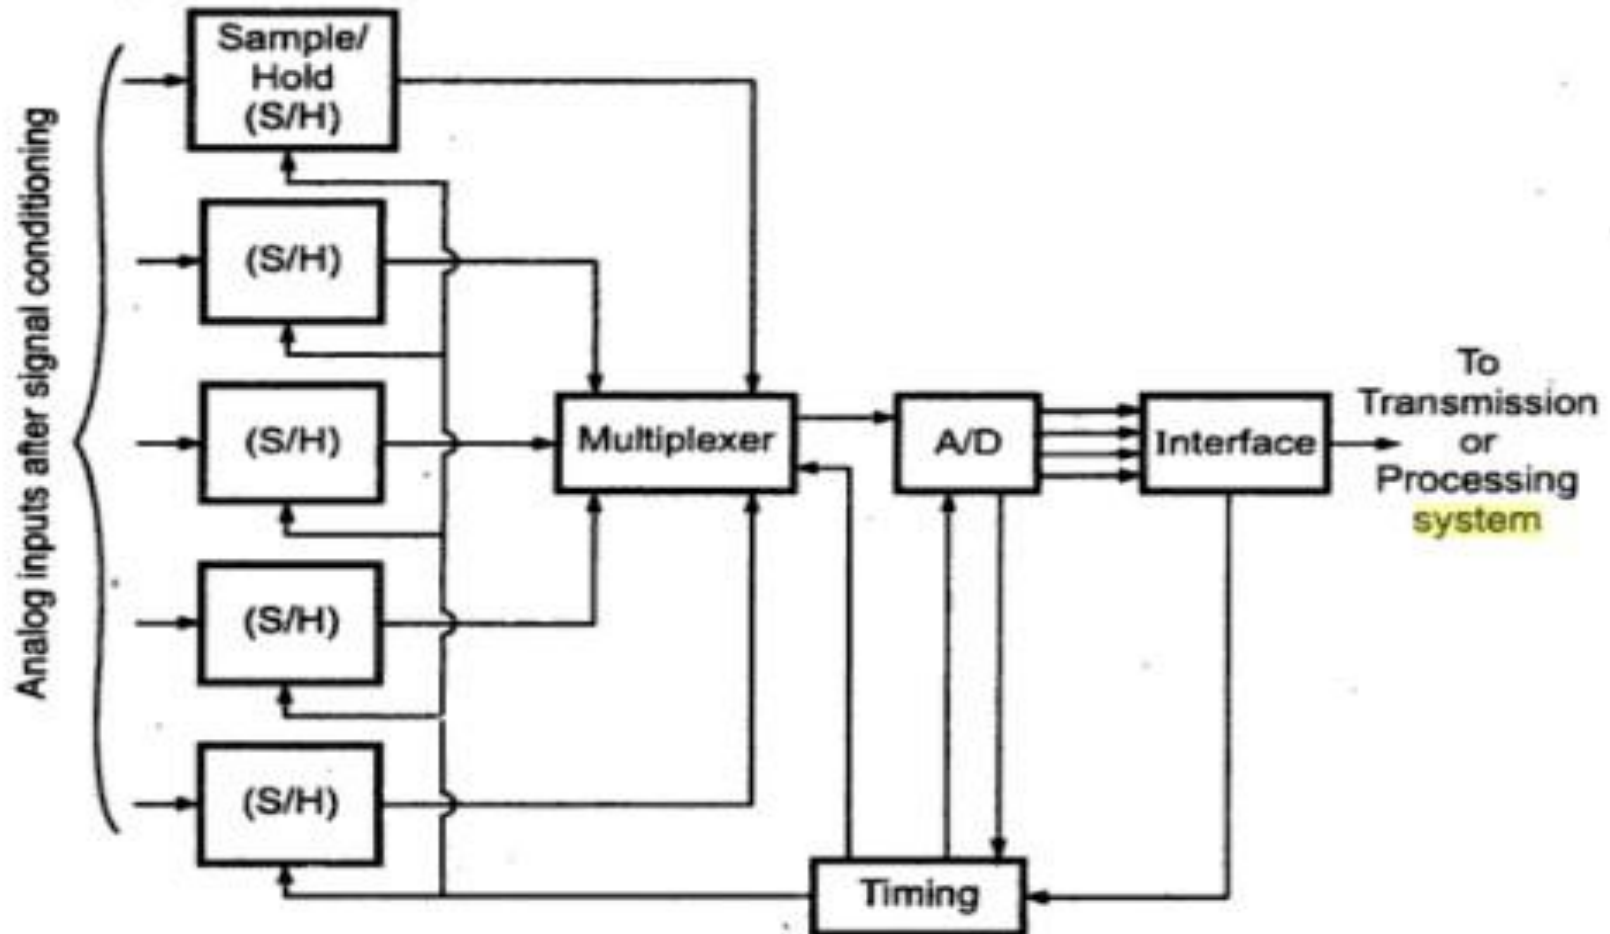 Analog inputs after signal conditioning
Sample/
Hold
(S/H)
(S/H)
(S/H)
(S/H)
(S/H)
Multiplexer
A/D
Interface
To
Transmission
or
Processing
system
Timing